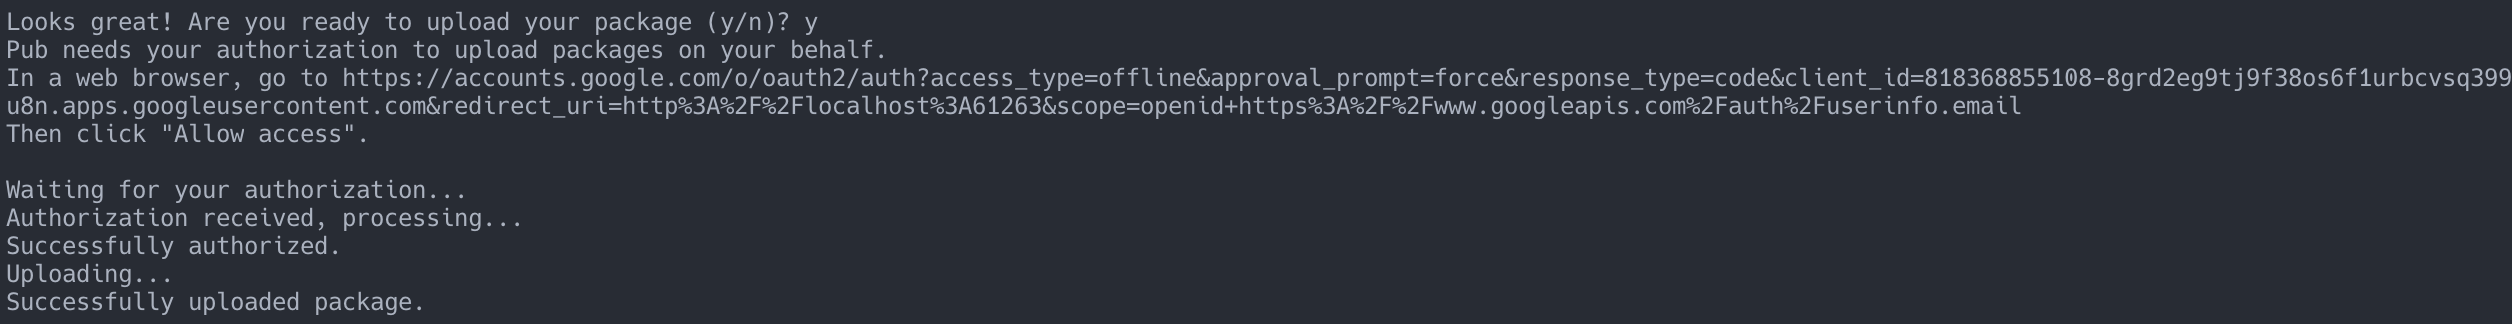 Looks great! Are you ready to upload your package (y/n)? y
Pub needs your authorization to upload packages on your behalf.
In a web browser, go to https://accounts.google.com/o/oauth2/auth?access_type=offline&approval_prompt=force&response_type=code&client_id=818368855108-8grd2eg9tj9f38os6f1urbcvsq399
u8n.apps.googleusercontent.com&redirect_uri=http%3A%2F%2Flocalhost%3A61263&scope=openid+https%3A%2F%2Fwww.googleapis.com%2Fauth%2Fuserinfo.email
Then click "Allow access".
Waiting for your authorization...
Authorization received, processing...
Successfully authorized.
Uploading...
Successfully uploaded package.